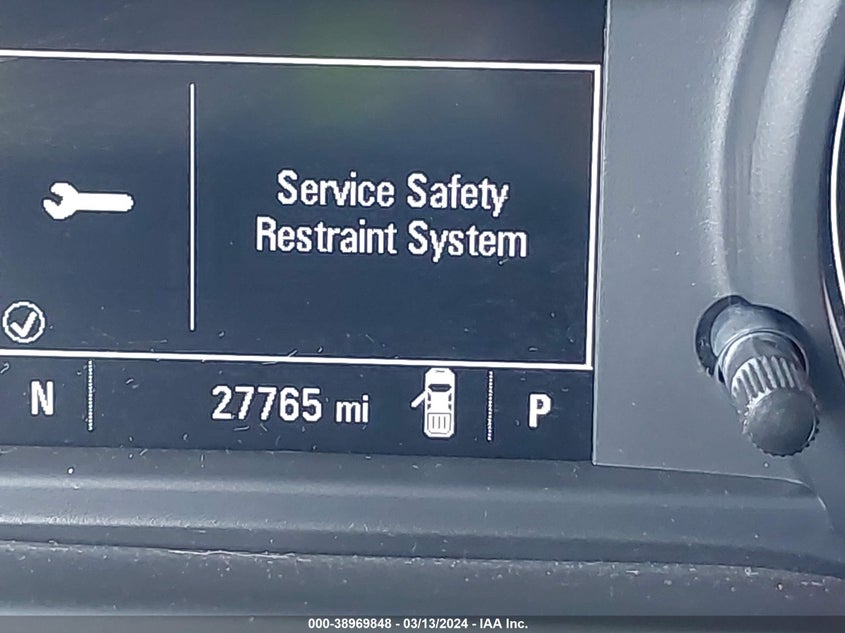 Service Safety
Restraint System
N 27765 mi P
000-38969848 - 03/13/2024 - IAA Inc.